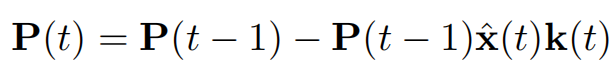 𝐏(t) = 𝐏(t − 1) − 𝐏(t − 1)𝐱̂(t)𝐤(t)